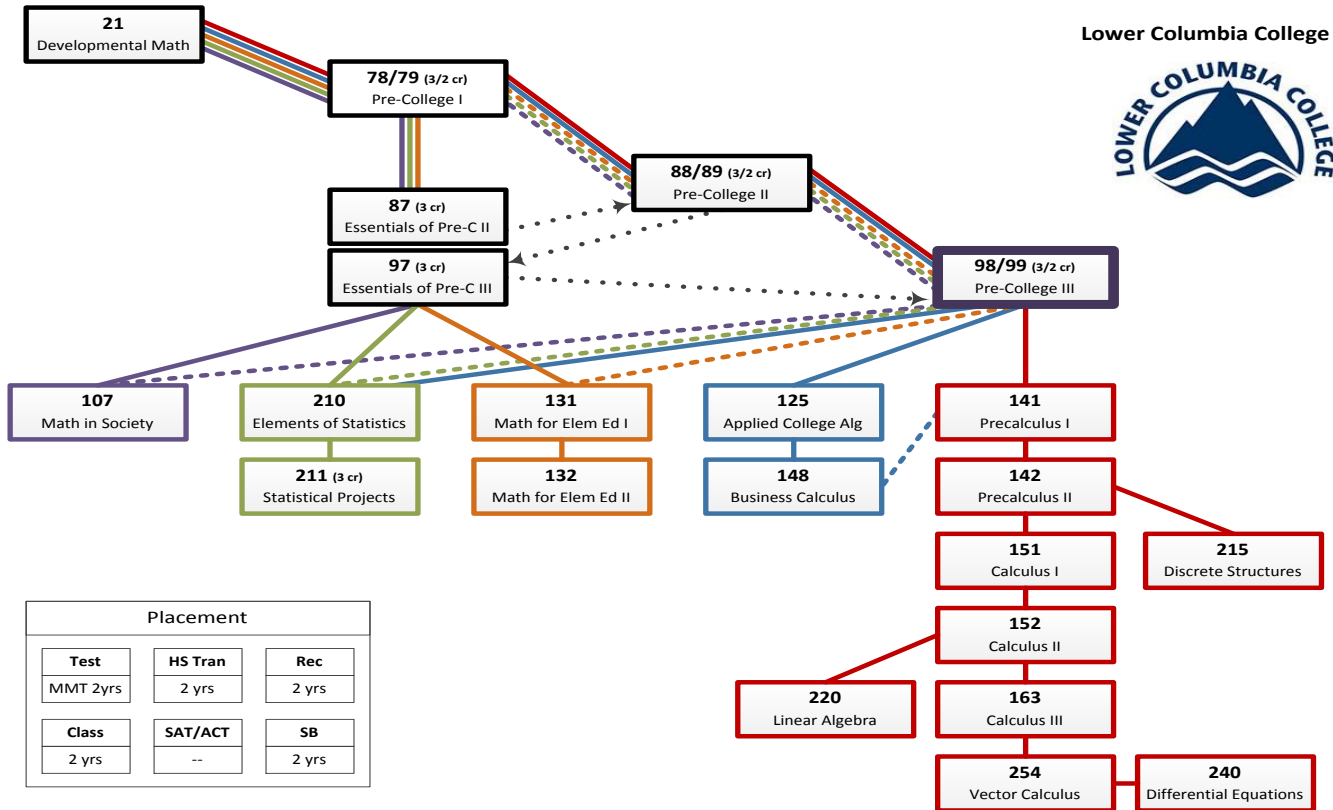 21
Developmental Math
Lower Columbia College
LOWER COLUMBIA COLLEGE
78/79 (3/2 cr)
Pre-College I
88/89 (3/2 cr)
Pre-College II
87 (3 cr)
Essentials of Pre-C II
97 (3 cr)
Essentials of Pre-C III
98/99 (3/2 cr)
Pre-College III
107
Math in Society
210
Elements of Statistics
131
Math for Elem Ed I
125
Applied College Alg
141
Precalculus I
211 (3 cr)
Statistical Projects
132
Math for Elem Ed II
148
Business Calculus
142
Precalculus II
151
Calculus I
215
Discrete Structures
152
Calculus II
220
Linear Algebra
163
Calculus III
254
Vector Calculus
240
Differential Equations
Placement
Test
MMT 2yrs
HS Tran
2 yrs
Rec
2 yrs
Class
2 yrs
SAT/ACT
--
SB
2 yrs